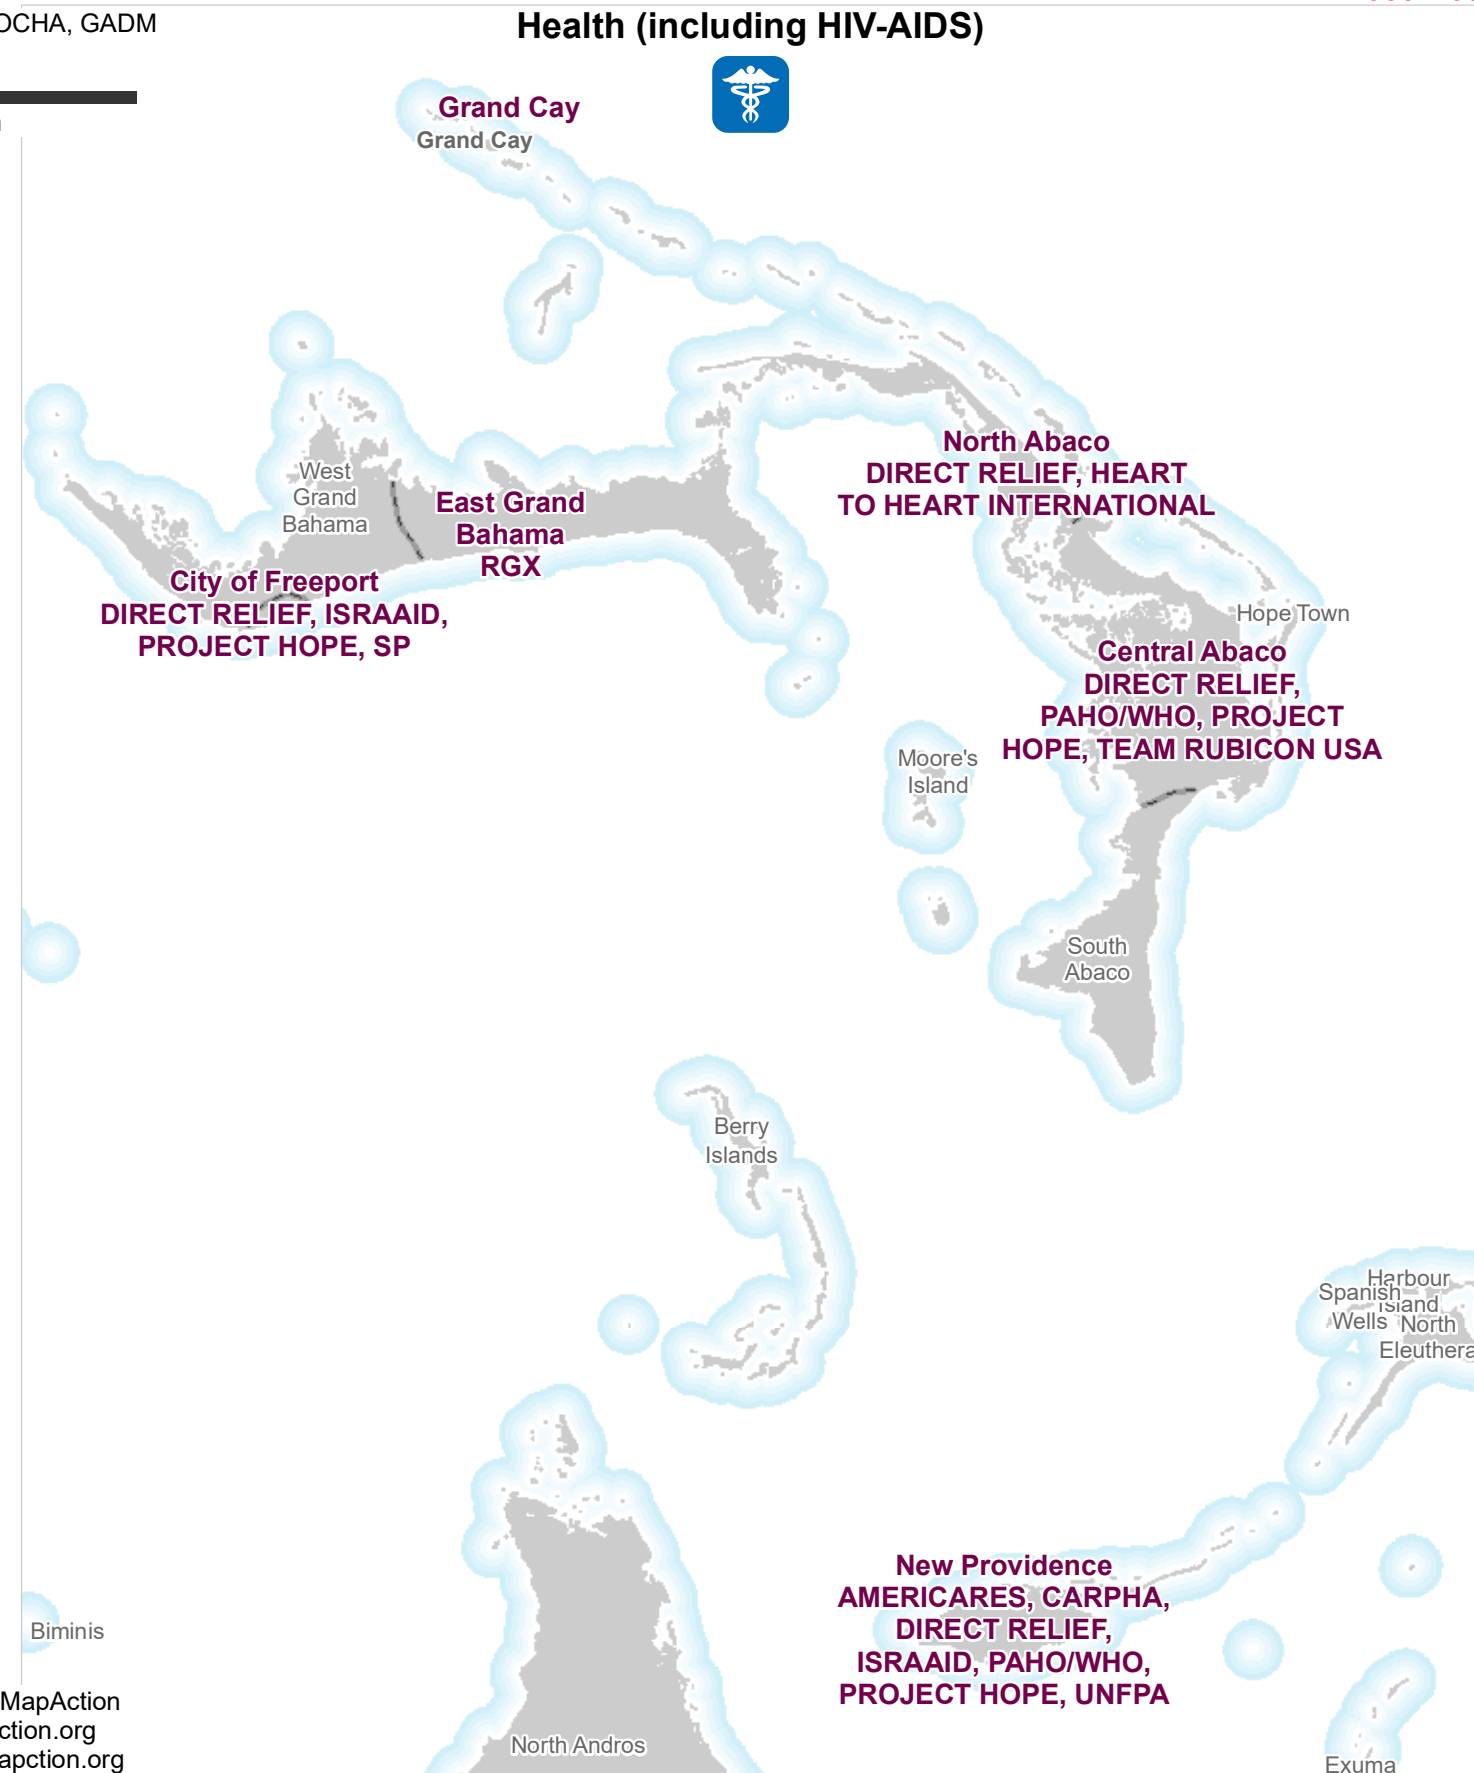 OCHA, GADM
Health (including HIV-AIDS)
Grand Cay
Grand Cay
North Abaco
DIRECT RELIEF, HEART
TO HEART INTERNATIONAL
West
Grand
Bahama
East Grand
Bahama
RGX
City of Freeport
DIRECT RELIEF, ISRAAID,
PROJECT HOPE, SP
Hope Town
Central Abaco
DIRECT RELIEF,
PAHO/WHO, PROJECT
HOPE, TEAM RUBICON USA
Moore's
Island
South
Abaco
Berry
Islands
Harbour
Island
Spanish
Wells
North
Eleuthera
New Providence
AMERICARES, CARPHA,
DIRECT RELIEF,
ISRAAID, PAHO/WHO,
PROJECT HOPE, UNFPA
Biminis
North Andros
Exuma
MapAction
ction.org
apction.org